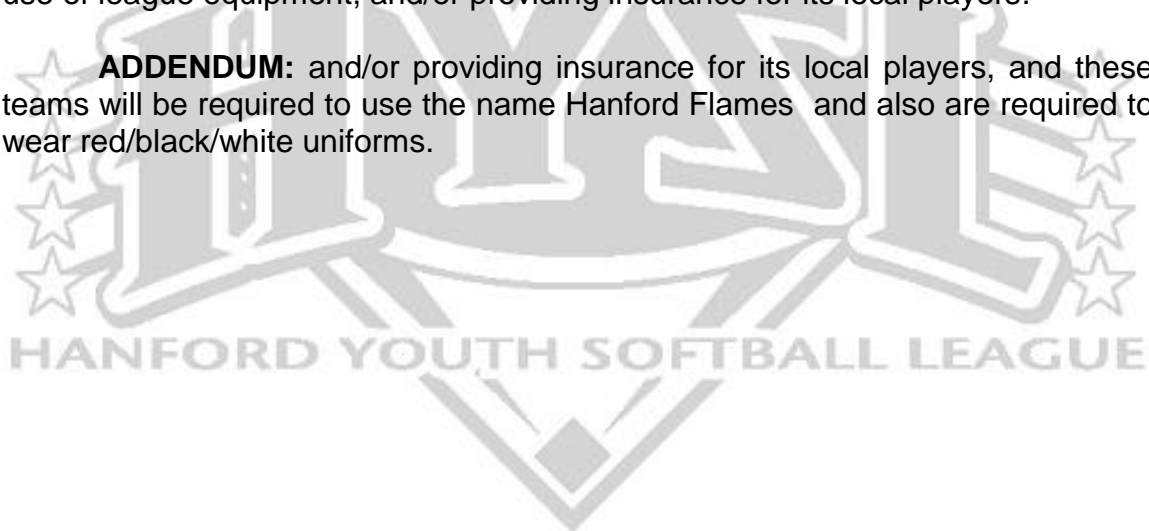 use of league equipment, and/or providing insurance for its local players.
ADDENDUM: and/or providing insurance for its local players, and these
teams will be required to use the name Hanford Flames and also are required to
wear red/black/white uniforms.
HYSL
HANFORD YOUTH SOFTBALL LEAGUE